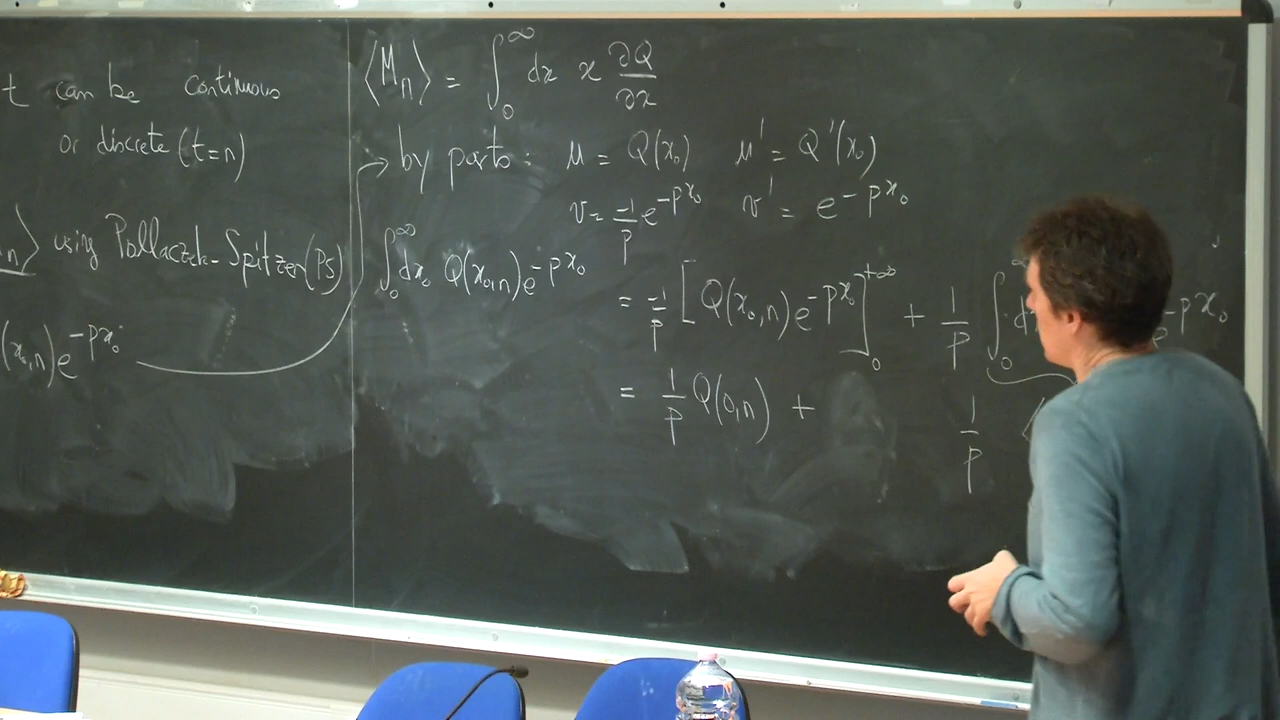 t can be continuous
or discrete (t=n)
n⟩ using Pollaczek-Spitzer (PS)
(x₀,n)e^{-px₀}
⟨Mₙ⟩ = ∫₀^∞ dx x ∂Q/∂x
→ by parts: u = Q(x₀) u' = Q'(x₀)
v = -1/p e^{-px₀} v' = e^{-px₀}
∫₀^∞ dx₀ Q(x₀,n)e^{-px₀}
= -1/p [Q(x₀,n)e^{-px₀}]₀^{+∞} + 1/p ∫₀^∞ d e^{-px₀}
= 1/p Q(0,n) + 1/p ⟨